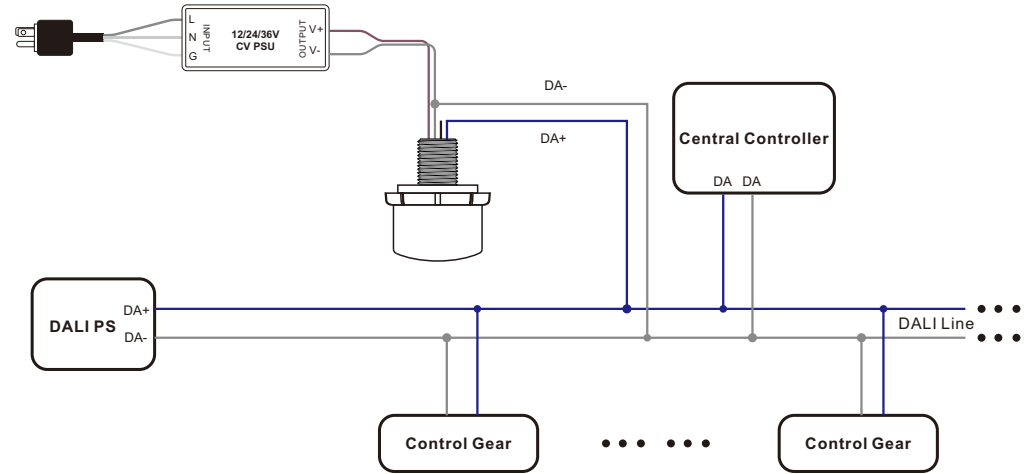 L
N
G
INPUT
12/24/36V
CV PSU
OUTPUT
V+
V-
DA-
DA+
Central Controller
DA DA
DALI PS
DA+
DA-
DALI Line
Control Gear
Control Gear